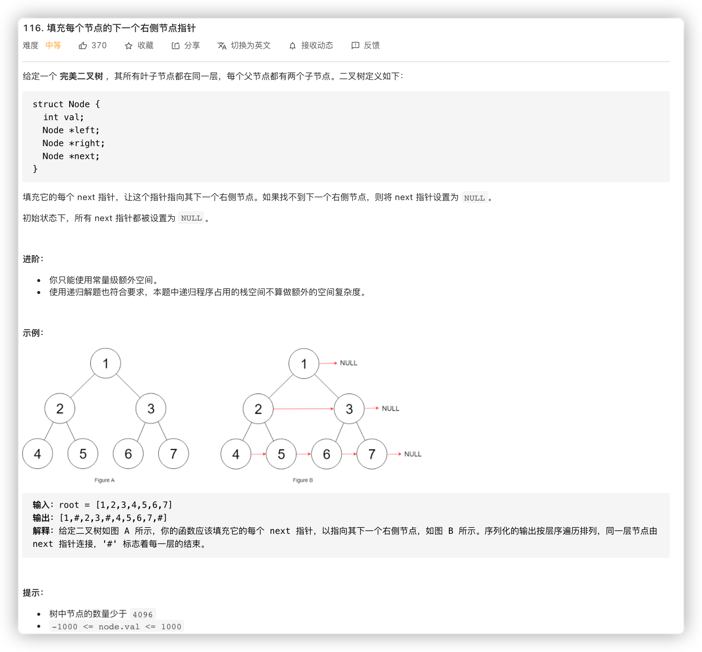 116. 填充每个节点的下一个右侧节点指针
难度 中等 370 收藏 分享 切换为英文 接收动态 反馈
给定一个 完美二叉树 ，其所有叶子节点都在同一层，每个父节点都有两个子节点。二叉树定义如下：
struct Node {
  int val;
  Node *left;
  Node *right;
  Node *next;
}
填充它的每个 next 指针，让这个指针指向其下一个右侧节点。如果找不到下一个右侧节点，则将 next 指针设置为 NULL 。
初始状态下，所有 next 指针都被设置为 NULL 。
进阶：
• 你只能使用常量级额外空间。
• 使用递归解题也符合要求，本题中递归程序占用的栈空间不算做额外的空间复杂度。
示例：
1 1 NULL
2 3 2 3 NULL
4 5 6 7 4 5 6 7 NULL
Figure A Figure B
输入：root = [1,2,3,4,5,6,7]
输出：[1,#,2,3,#,4,5,6,7,#]
解释：给定二叉树如图 A 所示，你的函数应该填充它的每个 next 指针，以指向其下一个右侧节点，如图 B 所示。序列化的输出按层序遍历排列，同一层节点由
next 指针连接，'#' 标志着每一层的结束。
提示：
• 树中节点的数量少于 4096
• -1000 <= node.val <= 1000